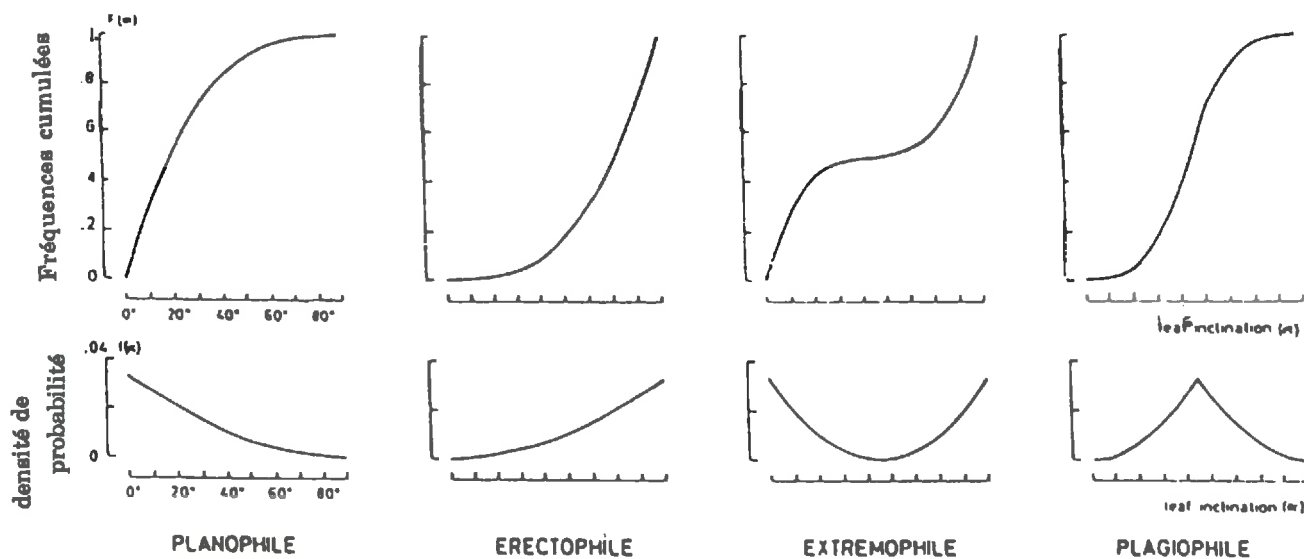 Fréquences cumulées
F(α)
1
.8
.6
.4
.2
0
0° 20° 40° 60° 80°
leaf inclination (α)
densité de
probabilité
.04 f(α)
0
0° 20° 40° 60° 80°
leaf inclination (α)
PLANOPHILE
ERECTOPHILE
EXTREMOPHILE
PLAGIOPHILE